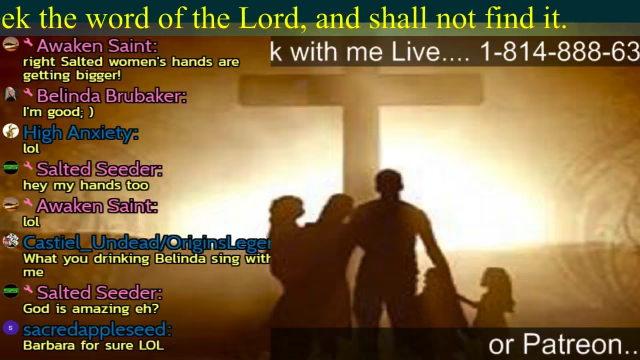 ek the word of the Lord, and shall not find it.
k with me Live.... 1-814-888-63
Awaken Saint:
right Salted women's hands are
getting bigger!
Belinda Brubaker:
I'm good; )
High Anxiety:
lol
Salted Seeder:
hey my hands too
Awaken Saint:
lol
Castiel_Undead/OriginsLegen
What you drinking Belinda sing with
me
Salted Seeder:
God is amazing eh?
s sacredappleseed:
Barbara for sure LOL
or Patreon..